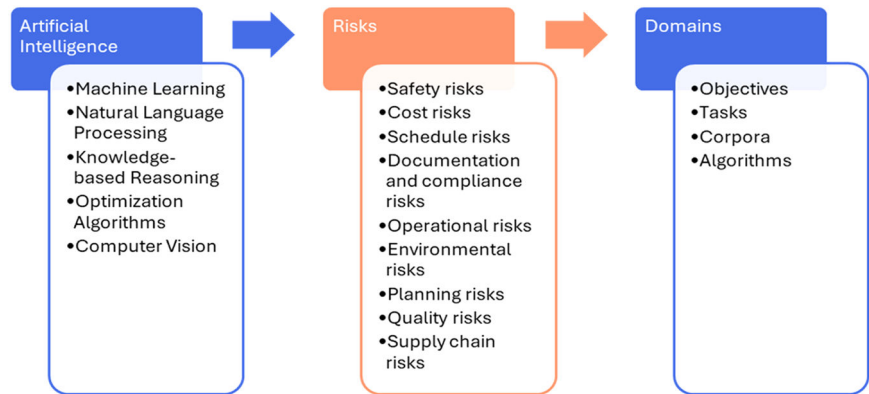 Artificial
Intelligence
•Machine Learning
•Natural Language
Processing
•Knowledge-
based Reasoning
•Optimization
Algorithms
•Computer Vision
Risks
•Safety risks
•Cost risks
•Schedule risks
•Documentation
and compliance
risks
•Operational risks
•Environmental
risks
•Planning risks
•Quality risks
•Supply chain
risks
Domains
•Objectives
•Tasks
•Corpora
•Algorithms